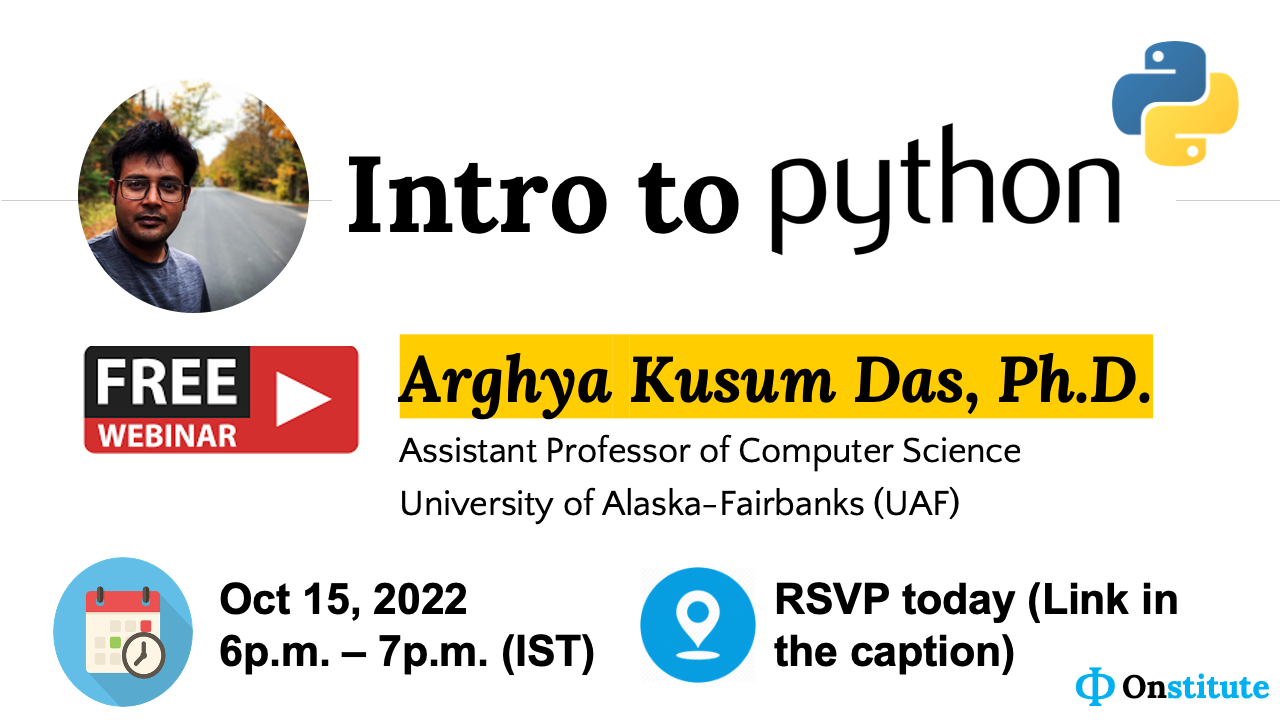 Intro to python
FREE
WEBINAR
Arghya Kusum Das, Ph.D.
Assistant Professor of Computer Science
University of Alaska-Fairbanks (UAF)
Oct 15, 2022
6p.m. – 7p.m. (IST)
RSVP today (Link in
the caption)
Onstitute